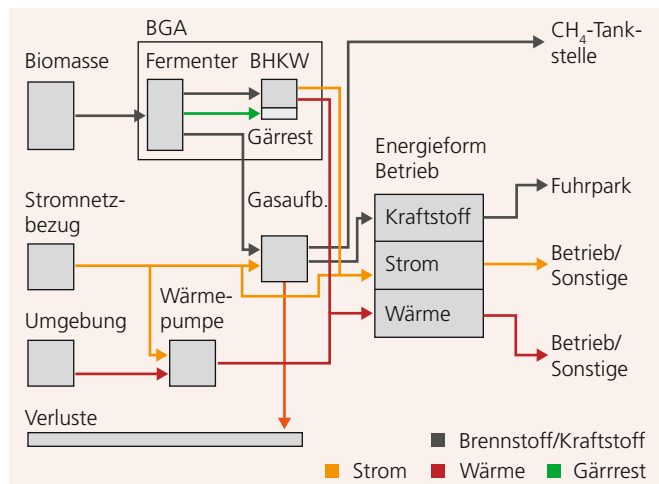 BGA
CH₄-Tank-
stelle
Biomasse
Fermenter
BHKW
Gärrest
Energieform
Betrieb
Stromnetz-
bezug
Gasaufb.
Kraftstoff
Fuhrpark
Strom
Betrieb/
Sonstige
Wärme-
pumpe
Umgebung
Wärme
Betrieb/
Sonstige
Verluste
Brennstoff/Kraftstoff
Strom
Wärme
Gärrrest